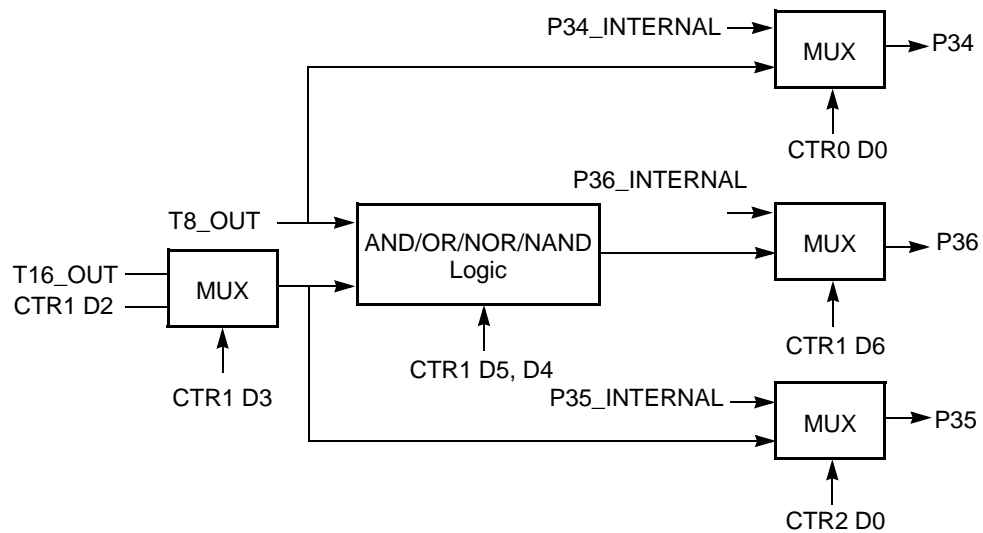 P34_INTERNAL
MUX
P34
CTR0 D0
P36_INTERNAL
T8_OUT
AND/OR/NOR/NAND
Logic
MUX
P36
T16_OUT
CTR1 D2
MUX
CTR1 D6
CTR1 D5, D4
CTR1 D3
P35_INTERNAL
MUX
P35
CTR2 D0